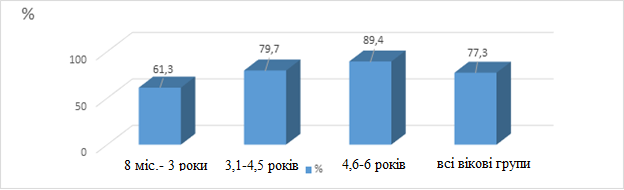 %
100
50
0
61,3
79,7
89,4
77,3
8 міс.- 3 роки
3,1-4,5 років
4,6-6 років
всі вікові групи
%